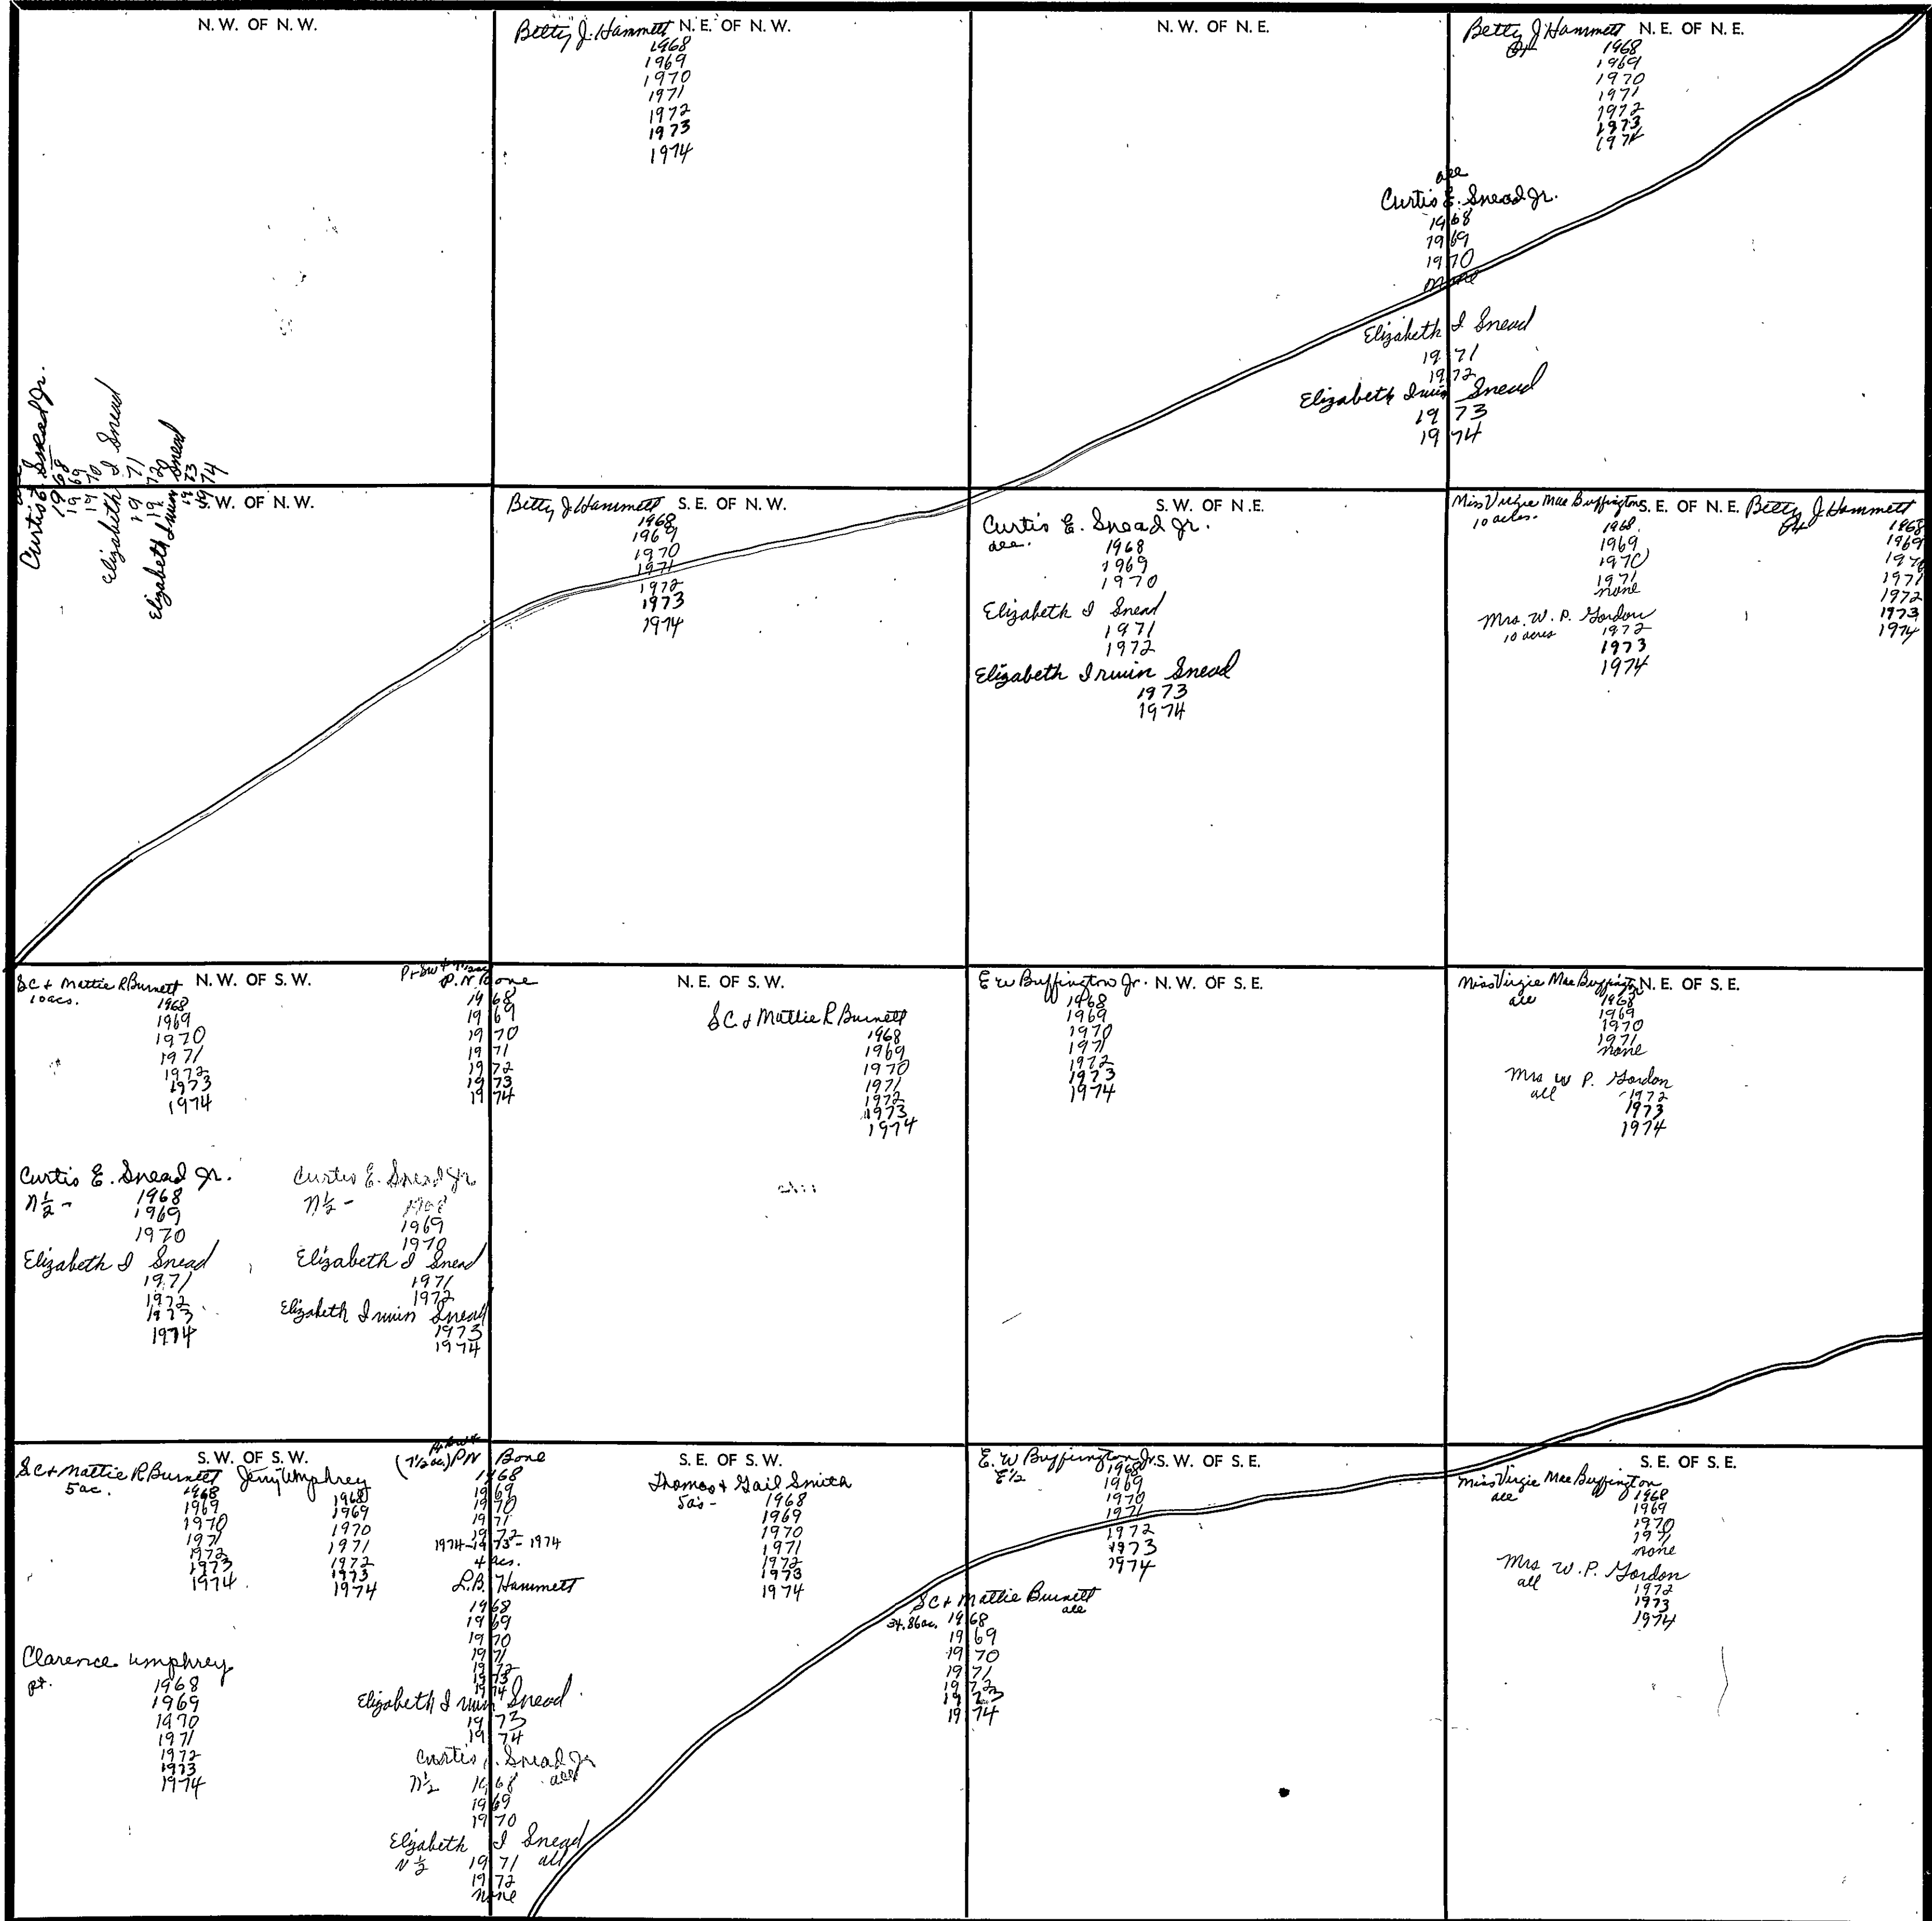 N. W. OF N. W.
Curtis E. Snead Jr.
1968
1969
1970
Elizabeth I Snead
1971
1972
Elizabeth Irwin Snead
1973
1974
Betty J. Hammett N. E. OF N. W.
1968
1969
1970
1971
1972
1973
1974
N. W. OF N. E.
Betty J Hammett N. E. OF N. E.
Pt
1968
1969
1970
1971
1972
1973
1974
all
Curtis E. Snead Jr.
1968
1969
1970
none
Elizabeth I Snead
1971
1972
Elizabeth Irwin Snead
1973
1974
S. W. OF N. W.
Betty J Hammett S. E. OF N. W.
1968
1969
1970
1971
1972
1973
1974
S. W. OF N. E.
Curtis E. Snead Jr.
all.
1968
1969
1970
Elizabeth I Snead
1971
1972
Elizabeth Irwin Snead
1973
1974
Miss Virgie Mae Buffington S. E. OF N. E.
10 acres.
1968
1969
1970
1971
none
Mrs. W. P. Gordon
10 acres
1972
1973
1974
Betty J Hammett
Pt
1968
1969
1970
1971
1972
1973
1974
SC + Mattie R Burnett N. W. OF S. W.
10 acs.
1968
1969
1970
1971
1972
1973
1974
P.N. Bone
1968
1969
1970
1971
1972
1973
1974
Curtis E. Snead Jr.
N ½ -
1968
1969
1970
Elizabeth I Snead
1971
1972
1973
1974
Curtis E. Snead Jr
N ½ -
1968
1969
1970
Elizabeth I Snead
1971
1972
Elizabeth Irwin Snead
1973
1974
N. E. OF S. W.
SC. & Mattie R Burnett
1968
1969
1970
1971
1972
1973
1974
E W Buffington Jr. N. W. OF S. E.
1968
1969
1970
1971
1972
1973
1974
Miss Virgie Mae Buffington N. E. OF S. E.
all
1968
1969
1970
1971
none
Mrs W P. Gordon
all
1972
1973
1974
S. W. OF S. W.
SC + Mattie R Burnett
5 ac.
1968
1969
1970
1971
1972
1973
1974
Jerry Umphrey
1968
1969
1970
1971
1972
1973
1974
(7½ ac.) PN Bone
1968
1969
1970
1971
1972
1974-1973-1974
4 acs.
L.B. Hammett
1968
1969
1970
1971
1972
1973
1974
Elizabeth Irwin Snead
1973
1974
Curtis E. Snead Jr
N ½ 1968 all
1969
1970
Elizabeth I Snead
N ½ 1971 all
1972
none
Clarence Umphrey
pt.
1968
1969
1970
1971
1972
1973
1974
S. E. OF S. W.
Thomas & Gail Smith
5 a's -
1968
1969
1970
1971
1972
1973
1974
E. W Buffington Jr. S. W. OF S. E.
E ½
1968
1969
1970
1971
1972
1973
1974
SC + Mattie Burnett
all
34.86 ac. 1968
1969
1970
1971
1972
1973
1974
S. E. OF S. E.
Miss Virgie Mae Buffington
all
1968
1969
1970
1971
none
Mrs W. P. Gordon
all
1972
1973
1974